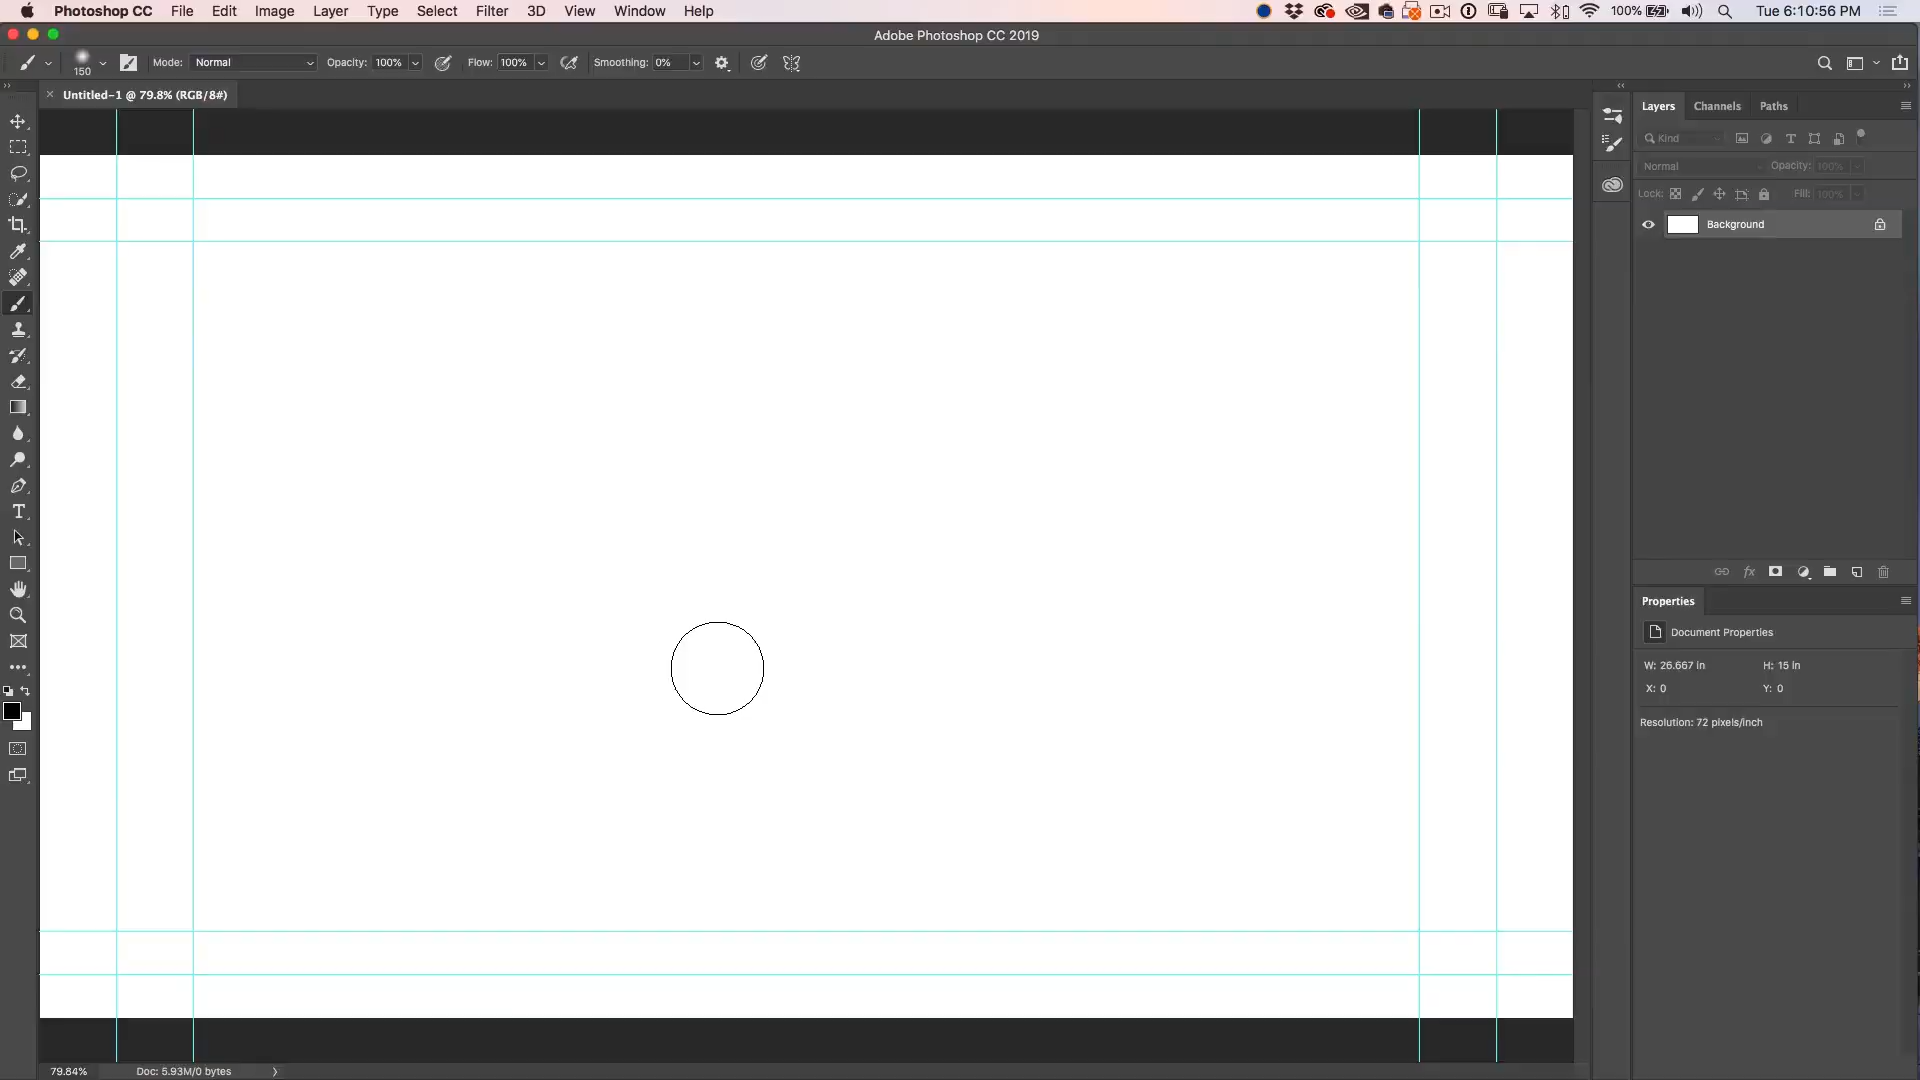 Photoshop CC File Edit Image Layer Type Select Filter 3D View Window Help 100% Tue 6:10:56 PM
Adobe Photoshop CC 2019
150 Mode: Normal Opacity: 100% Flow: 100% Smoothing: 0%
Untitled-1 @ 79.8% (RGB/8#)
Layers Channels Paths
Kind
Normal Opacity: 100%
Lock: Fill: 100%
Background
fx
Properties
Document Properties
W: 26.667 in H: 15 in
X: 0 Y: 0
Resolution: 72 pixels/inch
79.84% Doc: 5.93M/0 bytes